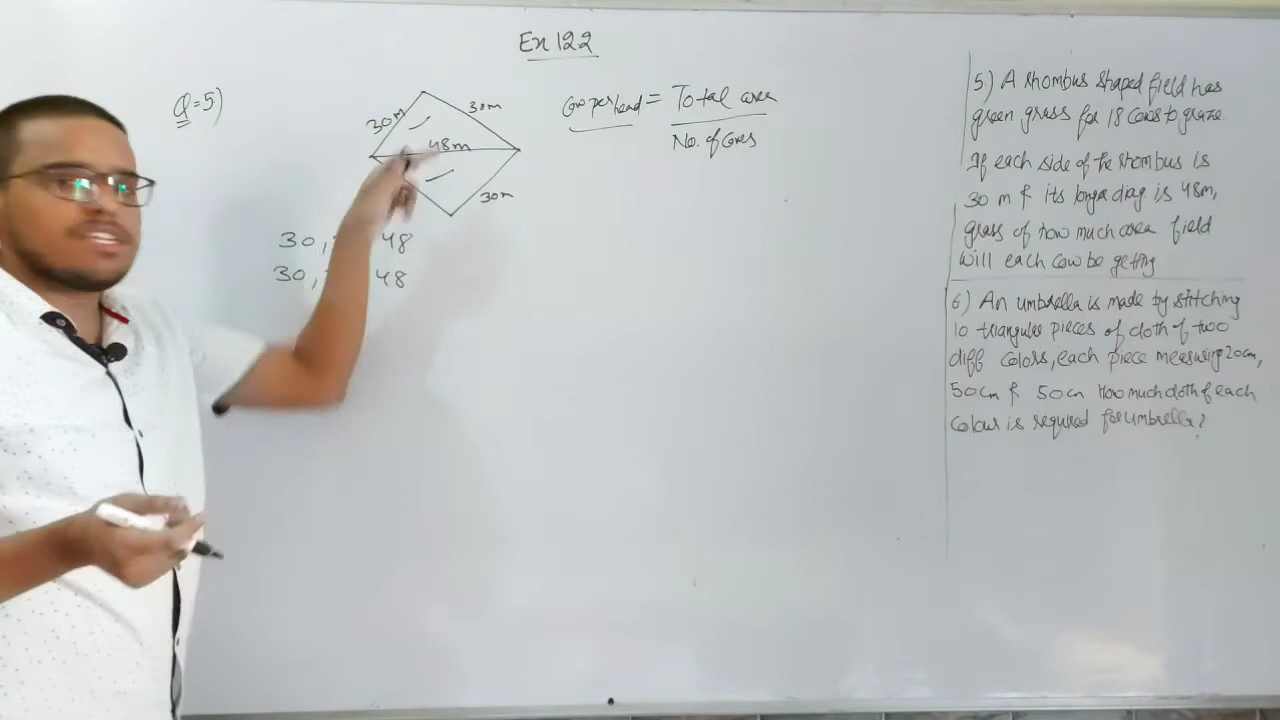 Ex 12.2
Q=5)
30m
30m
48m
30m
30, 48
30, 48
Cow per head = Total area
No. of cows
5) A rhombus shaped field has
green grass for 18 cows to graze.
If each side of the rhombus is
30 m & its longer diag is 48m,
grass of how much area field
will each cow be getting
6) An umbrella is made by stitching
10 triangular pieces of cloth of two
diff colors, each piece measuring 20cm,
50cm & 50cm How much cloth of each
colour is required for umbrella?